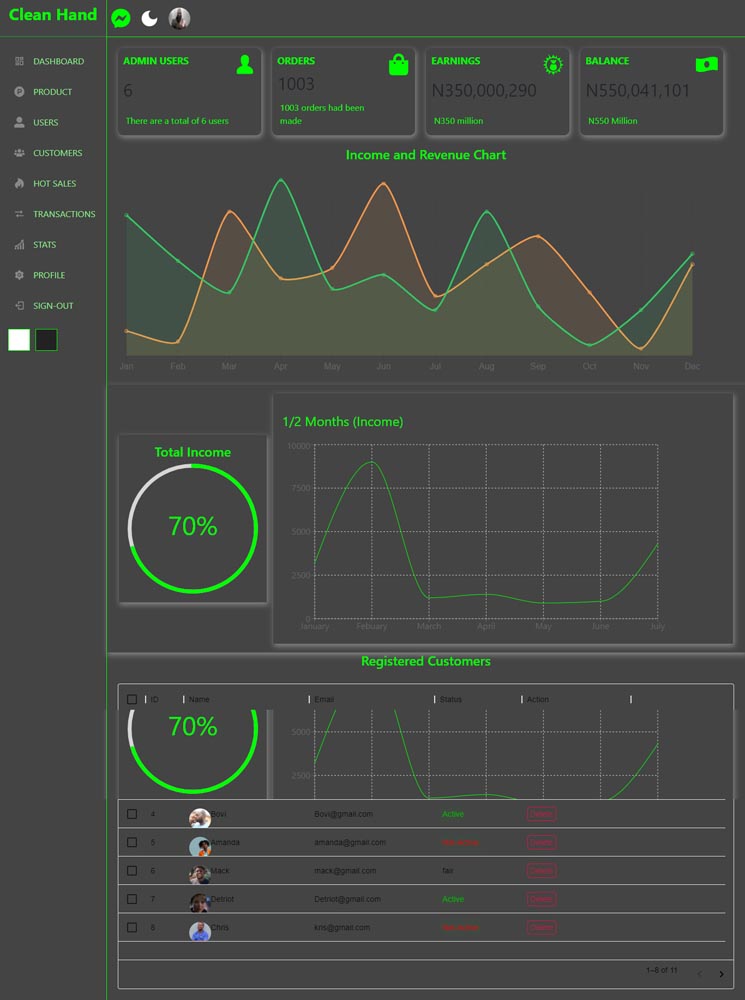 Clean Hand
DASHBOARD
PRODUCT
USERS
CUSTOMERS
HOT SALES
TRANSACTIONS
STATS
PROFILE
SIGN-OUT
ADMIN USERS
6
There are a total of 6 users
ORDERS
1003
1003 orders had been
made
EARNINGS
N350,000,290
N350 million
BALANCE
N550,041,101
N550 Million
Income and Revenue Chart
Jan Feb Mar Apr May Jun Jul Aug Sep Oct Nov Dec
Total Income
70%
1/2 Months (Income)
10000
7500
5000
2500
0
January Febuary March April May June July
Registered Customers
ID Name Email Status Action
70%
5000
2500
4 Bovi Bovi@gmail.com Active Delete
5 Amanda amanda@gmail.com Delete
6 Mack mack@gmail.com fair Delete
7 Detriot Detriot@gmail.com Active Delete
8 Chris kris@gmail.com Delete
1–8 of 11